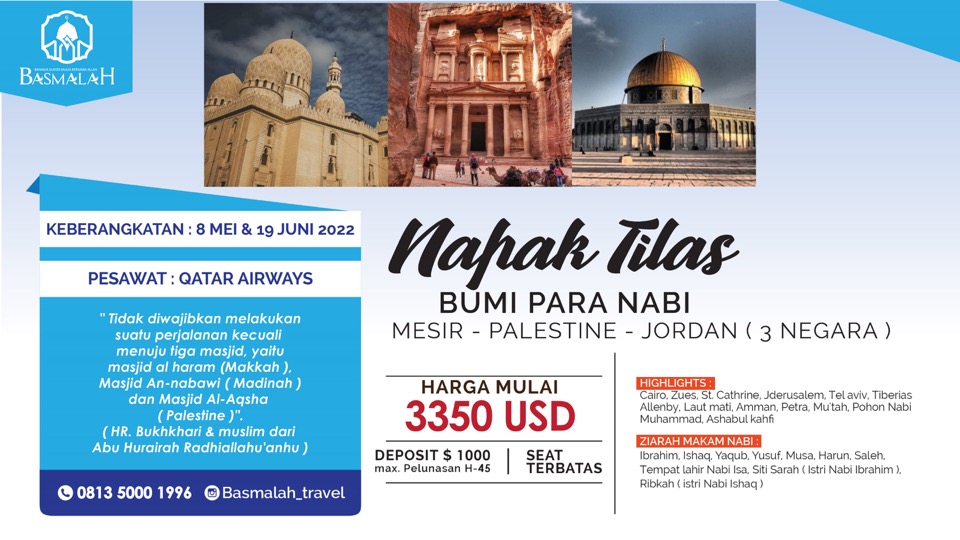 BASMALAH
KEBERANGKATAN : 8 MEI & 19 JUNI 2022
PESAWAT : QATAR AIRWAYS
" Tidak diwajibkan melakukan
suatu perjalanan kecuali
menuju tiga masjid, yaitu
masjid al haram (Makkah ),
Masjid An-nabawi ( Madinah )
dan Masjid Al-Aqsha
( Palestine )".
( HR. Bukhkhari & muslim dari
Abu Hurairah Radhiallahu'anhu )
0813 5000 1996 Basmalah_travel
Napak Tilas
BUMI PARA NABI
MESIR - PALESTINE - JORDAN ( 3 NEGARA )
HARGA MULAI
3350 USD
DEPOSIT $ 1000
max. Pelunasan H-45
SEAT
TERBATAS
HIGHLIGHTS :
Cairo, Zues, St. Cathrine, Jderusalem, Tel aviv, Tiberias
Allenby, Laut mati, Amman, Petra, Mu'tah, Pohon Nabi
Muhammad, Ashabul kahfi
ZIARAH MAKAM NABI :
Ibrahim, Ishaq, Yaqub, Yusuf, Musa, Harun, Saleh,
Tempat lahir Nabi Isa, Siti Sarah ( Istri Nabi Ibrahim ),
Ribkah ( istri Nabi Ishaq )